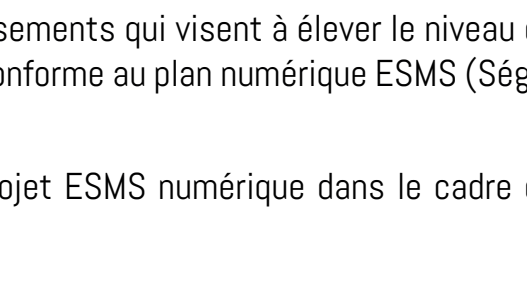 sements qui visent à élever le niveau
onforme au plan numérique ESMS (Ség
ojet ESMS numérique dans le cadre